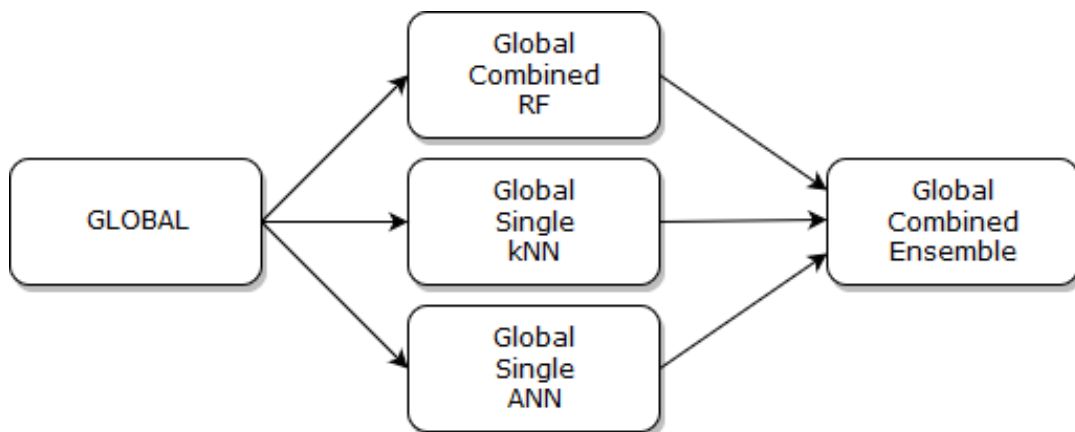 GLOBAL
Global
Combined
RF
Global
Single
kNN
Global
Single
ANN
Global
Combined
Ensemble